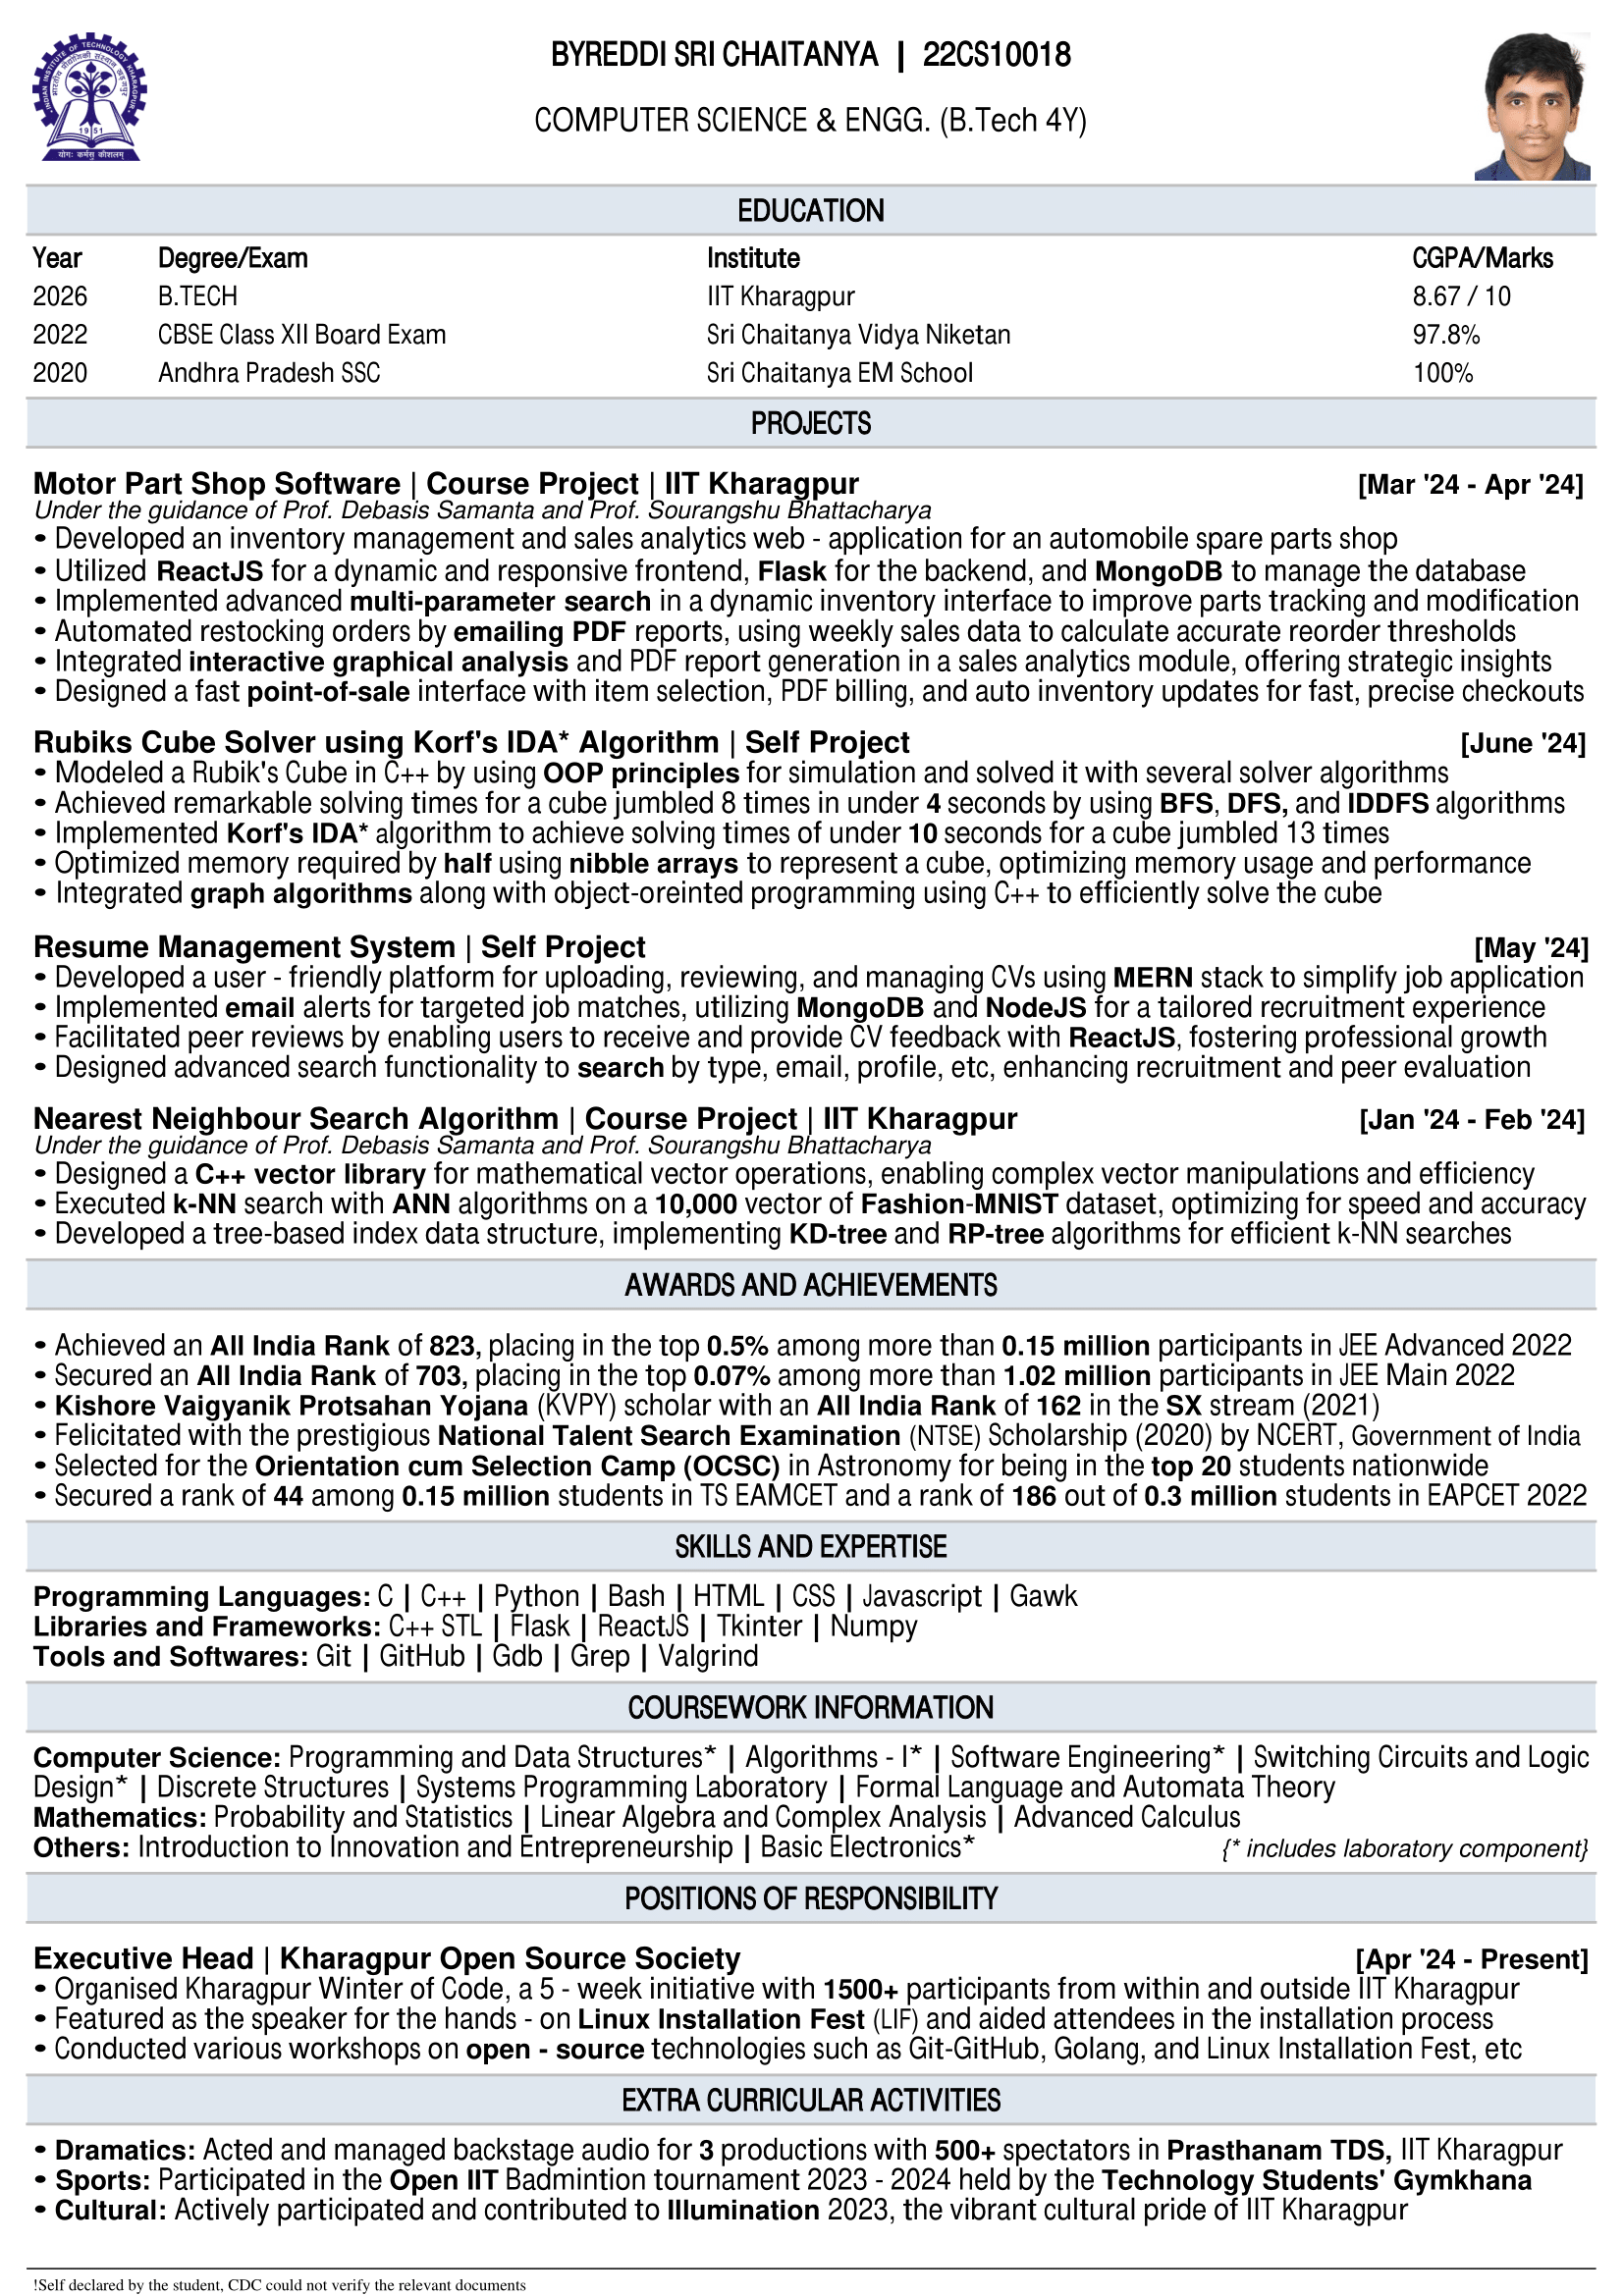 BYREDDI SRI CHAITANYA | 22CS10018
COMPUTER SCIENCE & ENGG. (B.Tech 4Y)
INDIAN INSTITUTE OF TECHNOLOGY KHARAGPUR
1951
योगः कर्मसु कौशलम्
EDUCATION
Year Degree/Exam Institute CGPA/Marks
2026 B.TECH IIT Kharagpur 8.67 / 10
2022 CBSE Class XII Board Exam Sri Chaitanya Vidya Niketan 97.8%
2020 Andhra Pradesh SSC Sri Chaitanya EM School 100%
PROJECTS
Motor Part Shop Software | Course Project | IIT Kharagpur [Mar '24 - Apr '24]
Under the guidance of Prof. Debasis Samanta and Prof. Sourangshu Bhattacharya
• Developed an inventory management and sales analytics web - application for an automobile spare parts shop
• Utilized ReactJS for a dynamic and responsive frontend, Flask for the backend, and MongoDB to manage the database
• Implemented advanced multi-parameter search in a dynamic inventory interface to improve parts tracking and modification
• Automated restocking orders by emailing PDF reports, using weekly sales data to calculate accurate reorder thresholds
• Integrated interactive graphical analysis and PDF report generation in a sales analytics module, offering strategic insights
• Designed a fast point-of-sale interface with item selection, PDF billing, and auto inventory updates for fast, precise checkouts
Rubiks Cube Solver using Korf's IDA* Algorithm | Self Project [June '24]
• Modeled a Rubik's Cube in C++ by using OOP principles for simulation and solved it with several solver algorithms
• Achieved remarkable solving times for a cube jumbled 8 times in under 4 seconds by using BFS, DFS, and IDDFS algorithms
• Implemented Korf's IDA* algorithm to achieve solving times of under 10 seconds for a cube jumbled 13 times
• Optimized memory required by half using nibble arrays to represent a cube, optimizing memory usage and performance
• Integrated graph algorithms along with object-oreinted programming using C++ to efficiently solve the cube
Resume Management System | Self Project [May '24]
• Developed a user - friendly platform for uploading, reviewing, and managing CVs using MERN stack to simplify job application
• Implemented email alerts for targeted job matches, utilizing MongoDB and NodeJS for a tailored recruitment experience
• Facilitated peer reviews by enabling users to receive and provide CV feedback with ReactJS, fostering professional growth
• Designed advanced search functionality to search by type, email, profile, etc, enhancing recruitment and peer evaluation
Nearest Neighbour Search Algorithm | Course Project | IIT Kharagpur [Jan '24 - Feb '24]
Under the guidance of Prof. Debasis Samanta and Prof. Sourangshu Bhattacharya
• Designed a C++ vector library for mathematical vector operations, enabling complex vector manipulations and efficiency
• Executed k-NN search with ANN algorithms on a 10,000 vector of Fashion-MNIST dataset, optimizing for speed and accuracy
• Developed a tree-based index data structure, implementing KD-tree and RP-tree algorithms for efficient k-NN searches
AWARDS AND ACHIEVEMENTS
• Achieved an All India Rank of 823, placing in the top 0.5% among more than 0.15 million participants in JEE Advanced 2022
• Secured an All India Rank of 703, placing in the top 0.07% among more than 1.02 million participants in JEE Main 2022
• Kishore Vaigyanik Protsahan Yojana (KVPY) scholar with an All India Rank of 162 in the SX stream (2021)
• Felicitated with the prestigious National Talent Search Examination (NTSE) Scholarship (2020) by NCERT, Government of India
• Selected for the Orientation cum Selection Camp (OCSC) in Astronomy for being in the top 20 students nationwide
• Secured a rank of 44 among 0.15 million students in TS EAMCET and a rank of 186 out of 0.3 million students in EAPCET 2022
SKILLS AND EXPERTISE
Programming Languages: C | C++ | Python | Bash | HTML | CSS | Javascript | Gawk
Libraries and Frameworks: C++ STL | Flask | ReactJS | Tkinter | Numpy
Tools and Softwares: Git | GitHub | Gdb | Grep | Valgrind
COURSEWORK INFORMATION
Computer Science: Programming and Data Structures* | Algorithms - I* | Software Engineering* | Switching Circuits and Logic
Design* | Discrete Structures | Systems Programming Laboratory | Formal Language and Automata Theory
Mathematics: Probability and Statistics | Linear Algebra and Complex Analysis | Advanced Calculus
Others: Introduction to Innovation and Entrepreneurship | Basic Electronics* {* includes laboratory component}
POSITIONS OF RESPONSIBILITY
Executive Head | Kharagpur Open Source Society [Apr '24 - Present]
• Organised Kharagpur Winter of Code, a 5 - week initiative with 1500+ participants from within and outside IIT Kharagpur
• Featured as the speaker for the hands - on Linux Installation Fest (LIF) and aided attendees in the installation process
• Conducted various workshops on open - source technologies such as Git-GitHub, Golang, and Linux Installation Fest, etc
EXTRA CURRICULAR ACTIVITIES
• Dramatics: Acted and managed backstage audio for 3 productions with 500+ spectators in Prasthanam TDS, IIT Kharagpur
• Sports: Participated in the Open IIT Badmintion tournament 2023 - 2024 held by the Technology Students' Gymkhana
• Cultural: Actively participated and contributed to Illumination 2023, the vibrant cultural pride of IIT Kharagpur
!Self declared by the student, CDC could not verify the relevant documents